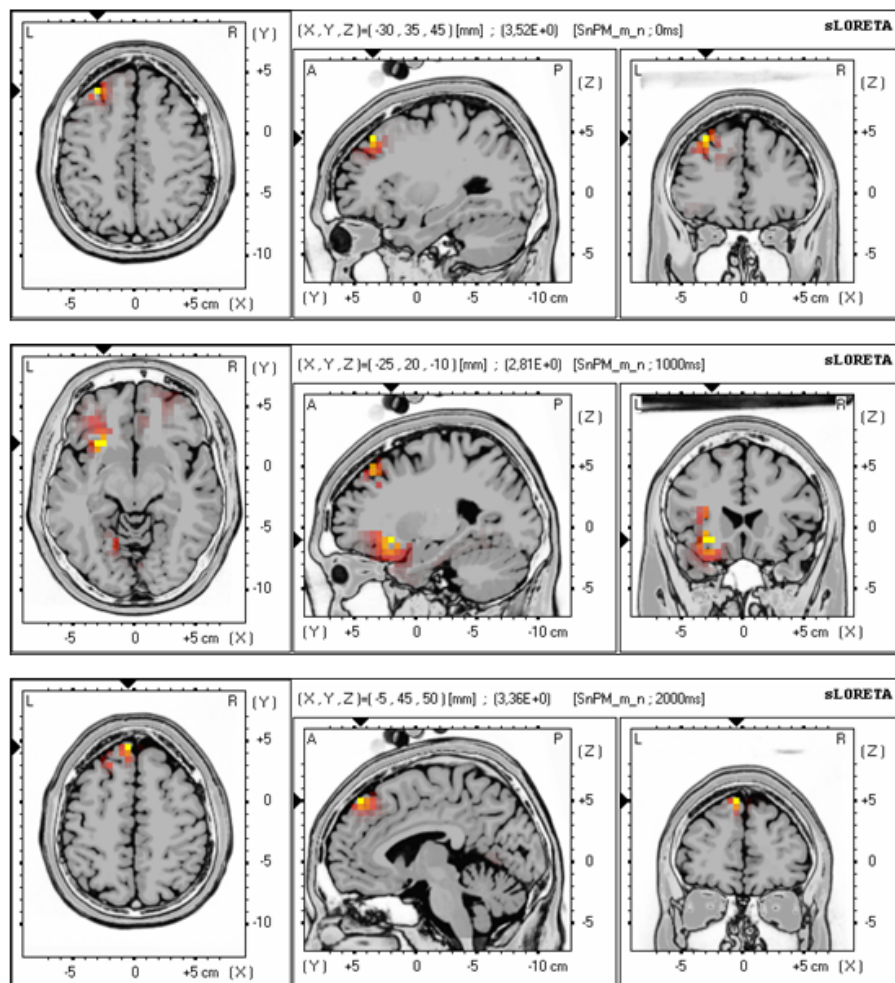 (X, Y, Z)=(-30, 35, 45) [mm] ; (3,52E+0) [SnPM_m_n ; 0ms] sLORETA
L R (Y) A P (Z) L R (Z)
+5 +5 +5
0 0 0
-5 -5 -5
-10
-5 0 +5 cm (X) (Y) +5 0 -5 -10 cm -5 0 +5 cm (X)
(X, Y, Z)=(-25, 20, -10) [mm] ; (2,81E+0) [SnPM_m_n ; 1000ms] sLORETA
L R (Y) A P (Z) L R (Z)
+5 +5 +5
0 0 0
-5 -5 -5
-10
-5 0 +5 cm (X) (Y) +5 0 -5 -10 cm -5 0 +5 cm (X)
(X, Y, Z)=(-5, 45, 50) [mm] ; (3,36E+0) [SnPM_m_n ; 2000ms] sLORETA
L R (Y) A P (Z) L R (Z)
+5 +5 +5
0 0 0
-5 -5 -5
-10
-5 0 +5 cm (X) (Y) +5 0 -5 -10 cm -5 0 +5 cm (X)